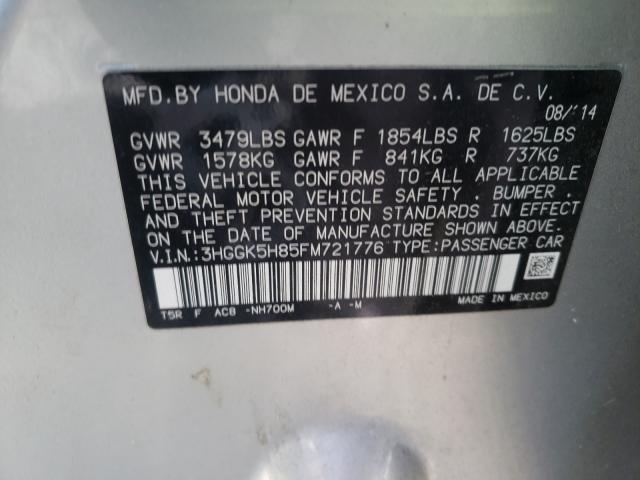 MFD.BY HONDA DE MEXICO S.A. DE C.V.
08/14
GVWR 3479LBS GAWR F 1854LBS R 1625LBS
GVWR 1578KG GAWR F 841KG R 737KG
THIS VEHICLE CONFORMS TO ALL APPLICABLE
FEDERAL MOTOR VEHICLE SAFETY . BUMPER .
AND THEFT PREVENTION STANDARDS IN EFFECT
ON THE DATE OF MANUFACTURE SHOWN ABOVE.
V.I.N: 3HGGK5H85FM721776 TYPE:PASSENGER CAR
T5R F AC8 -NH700M -A -M MADE IN MEXICO